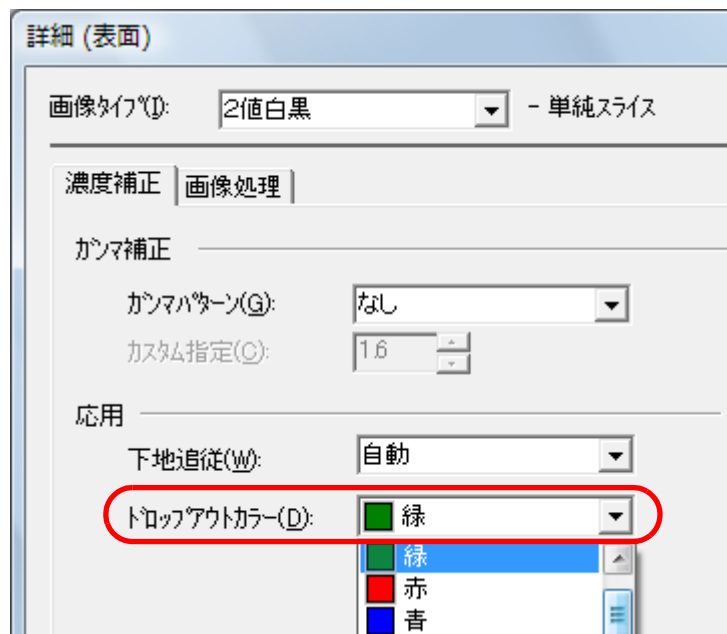 詳細 (表面)
画像ﾀｲﾌﾟ(I): 2値白黒 - 単純ｽﾗｲｽ
濃度補正 画像処理
ｶﾞﾝﾏ補正
ｶﾞﾝﾏﾊﾟﾀｰﾝ(G): なし
ｶｽﾀﾑ指定(C): 1.6
応用
下地追従(W): 自動
ﾄﾞﾛｯﾌﾟｱｳﾄｶﾗｰ(D): 緑
緑
赤
青